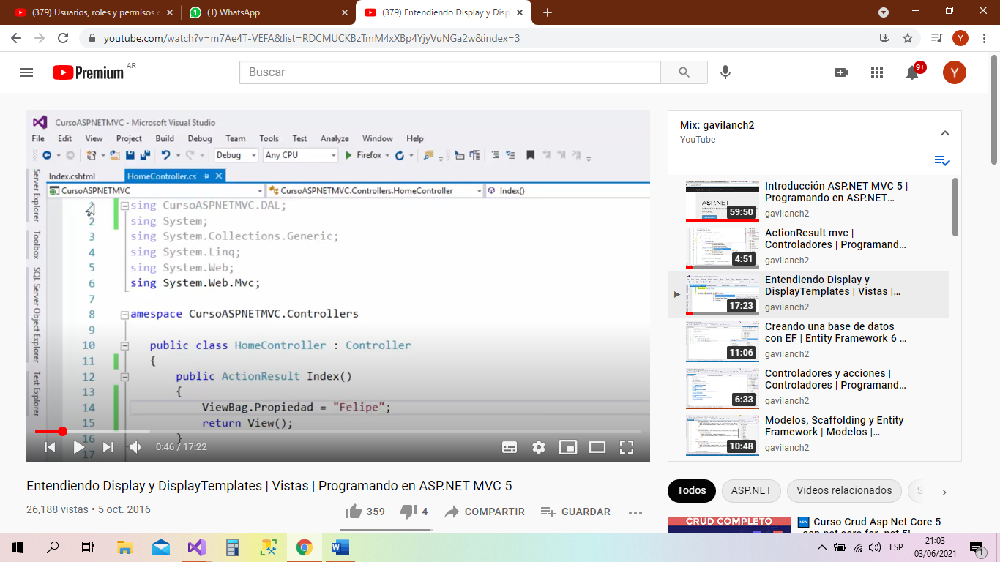 (379) Usuarios, roles y permisos e
(1) WhatsApp
(379) Entendiendo Display y Disp
youtube.com/watch?v=m7Ae4T-VEFA&list=RDCMUCKBzTmM4xXBp4YjyVuNGa2w&index=3
Y
Premium AR
Buscar
9+
Y
CursoASPNETMVC - Microsoft Visual Studio
File Edit View Project Build Debug Team Tools Test Analyze Window Help
Debug Any CPU Firefox
Server Explorer
Toolbox
SQL Server Object Explorer
Test Explorer
Index.cshtml HomeController.cs
CursoASPNETMVC CursoASPNETMVC.Controllers.HomeController Index()
1 sing CursoASPNETMVC.DAL;
2 sing System;
3 sing System.Collections.Generic;
4 sing System.Linq;
5 sing System.Web;
6 sing System.Web.Mvc;
7
8 amespace CursoASPNETMVC.Controllers
9
10 public class HomeController : Controller
11 {
12 public ActionResult Index()
13 {
14 ViewBag.Propiedad = "Felipe";
15 return View();
16 }
17
0:46 / 17:22
Entendiendo Display y DisplayTemplates | Vistas | Programando en ASP.NET MVC 5
26,188 vistas • 5 oct. 2016
359 4 COMPARTIR GUARDAR
Mix: gavilanch2
YouTube
ASP.NET
59:50
Introducción ASP.NET MVC 5 |
Programando en ASP.NET…
gavilanch2
4:51
ActionResult mvc |
Controladores | Programand…
gavilanch2
17:23
Entendiendo Display y
DisplayTemplates | Vistas |…
gavilanch2
11:06
Creando una base de datos
con EF | Entity Framework 6 …
gavilanch2
6:33
Controladores y acciones |
Controladores | Programand…
gavilanch2
10:48
Modelos, Scaffolding y Entity
Framework | Modelos |…
gavilanch2
Todos ASP.NET Videos relacionados S
CRUD COMPLETO
NEW Curso Crud Asp Net Core 5
ESP
21:03
03/06/2021
1